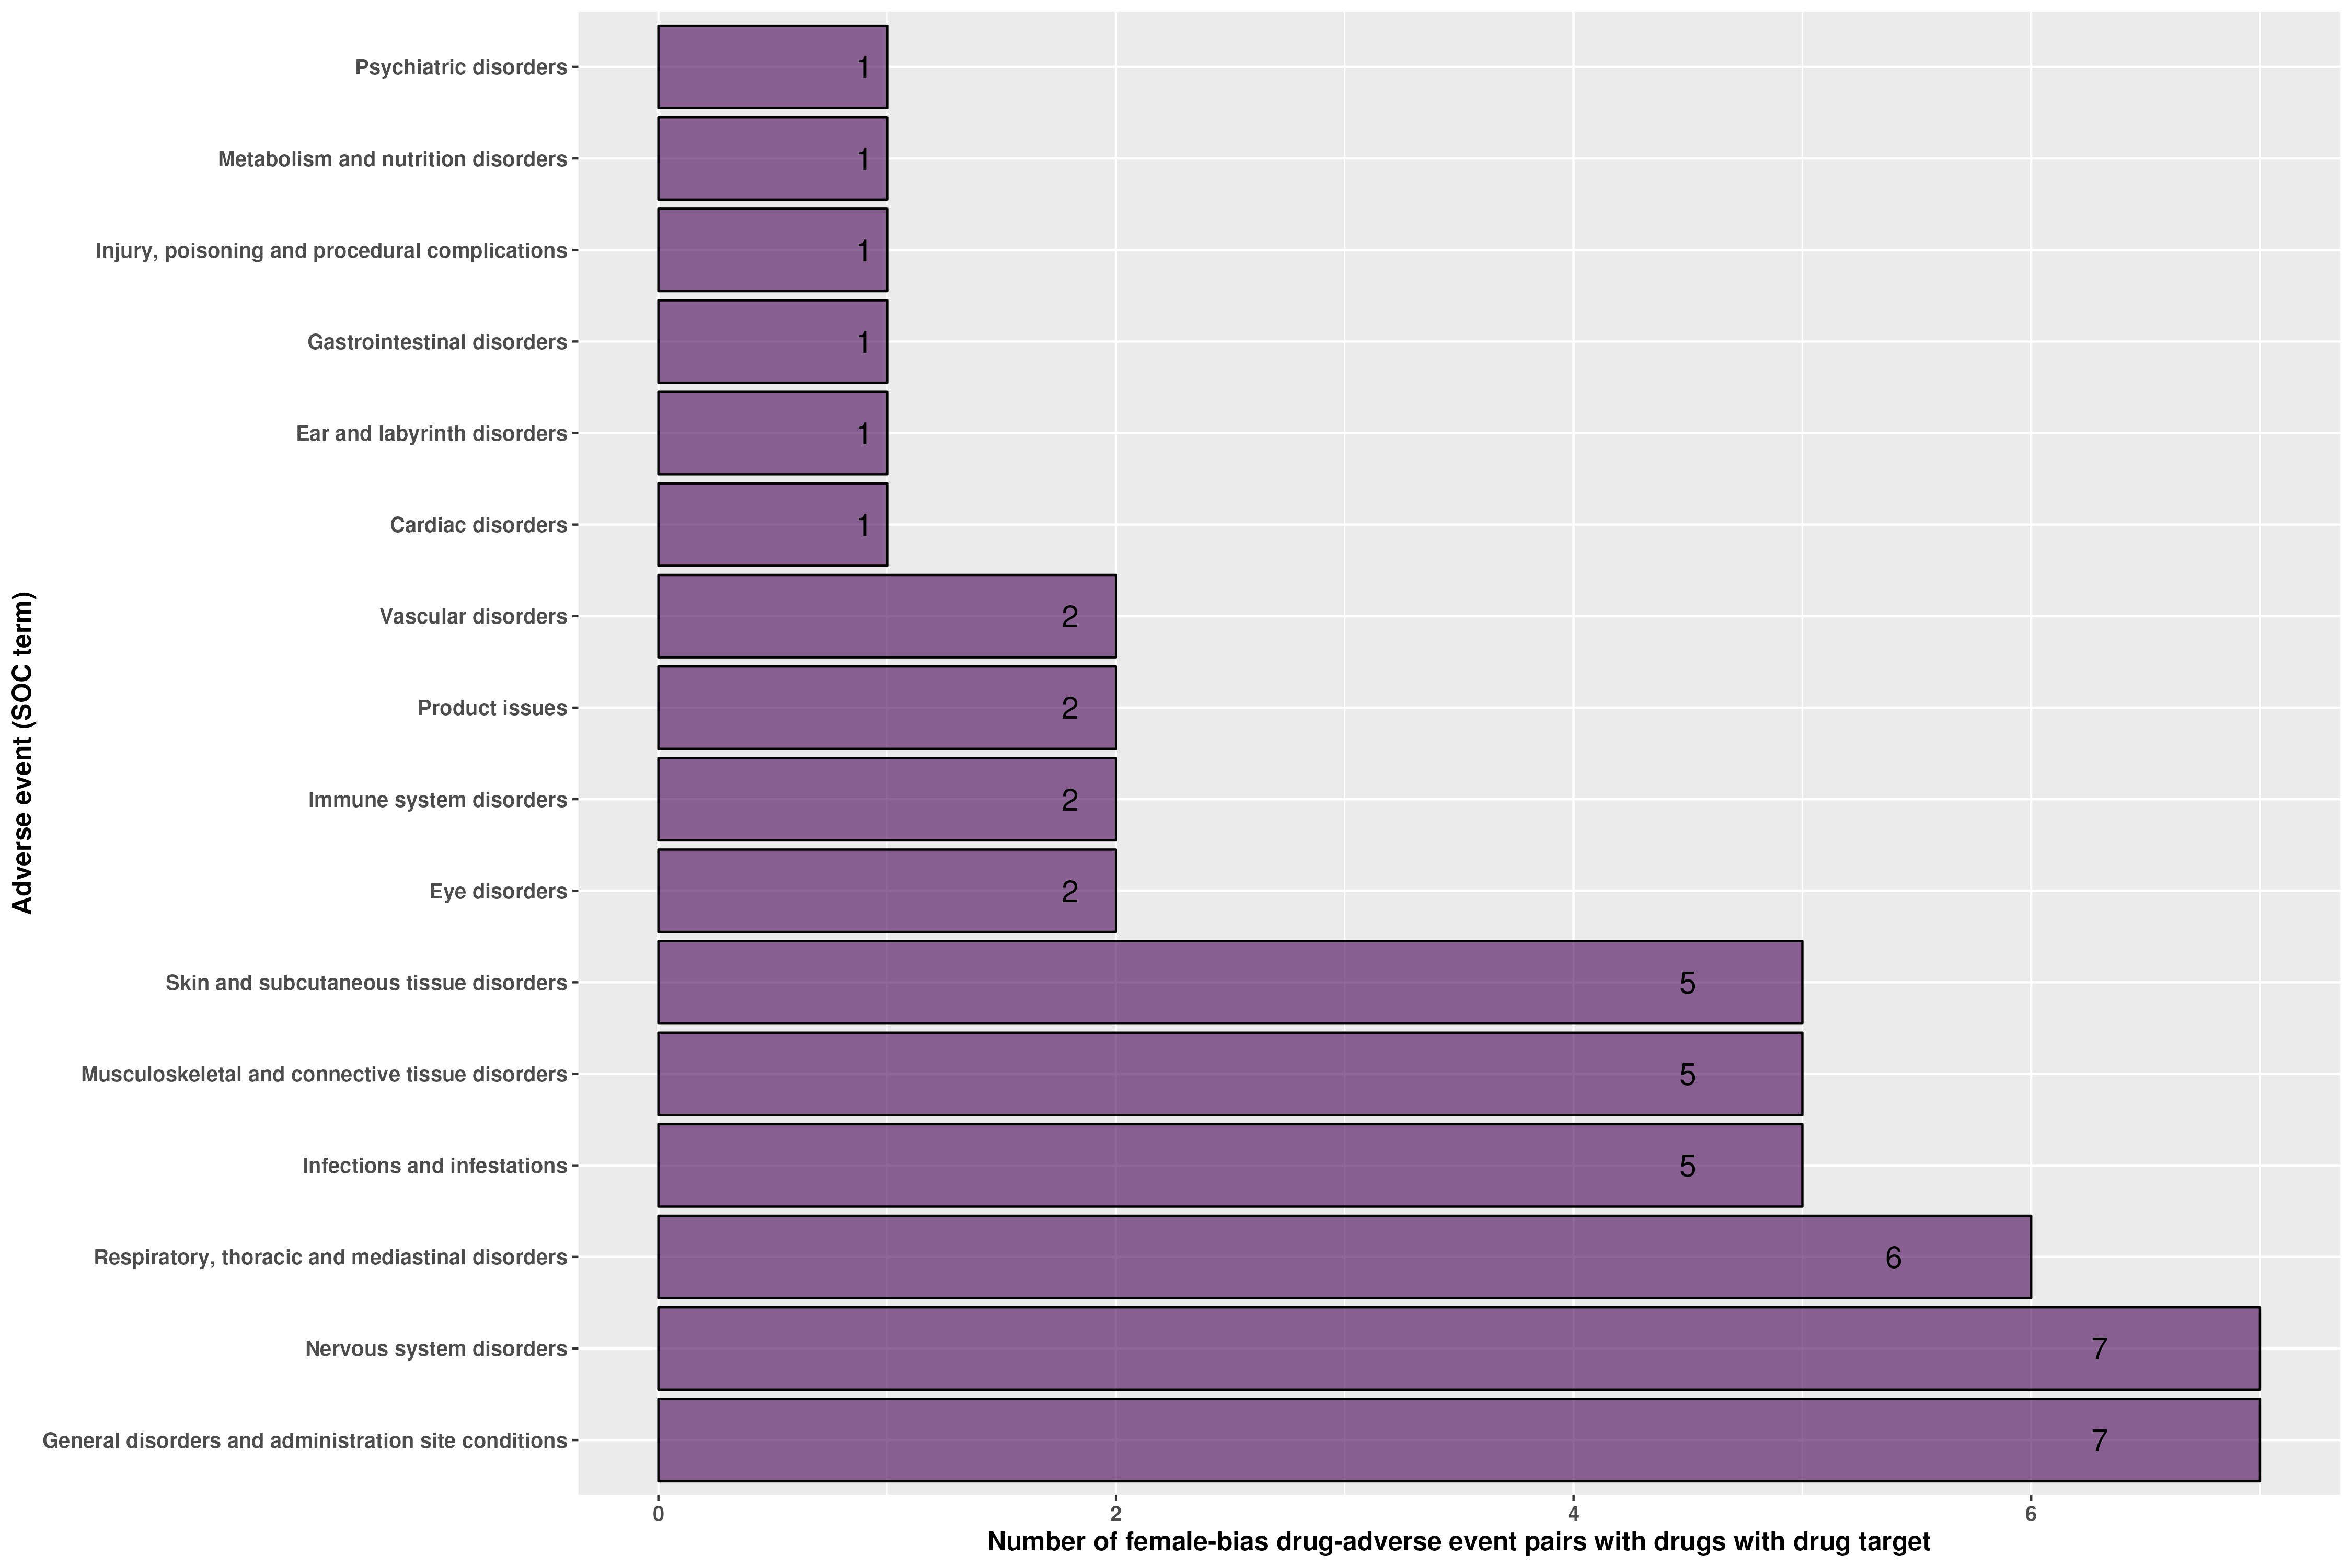 Adverse event (SOC term)
Psychiatric disorders 1
Metabolism and nutrition disorders 1
Injury, poisoning and procedural complications 1
Gastrointestinal disorders 1
Ear and labyrinth disorders 1
Cardiac disorders 1
Vascular disorders 2
Product issues 2
Immune system disorders 2
Eye disorders 2
Skin and subcutaneous tissue disorders 5
Musculoskeletal and connective tissue disorders 5
Infections and infestations 5
Respiratory, thoracic and mediastinal disorders 6
Nervous system disorders 7
General disorders and administration site conditions 7
0 2 4 6
Number of female-bias drug-adverse event pairs with drugs with drug target